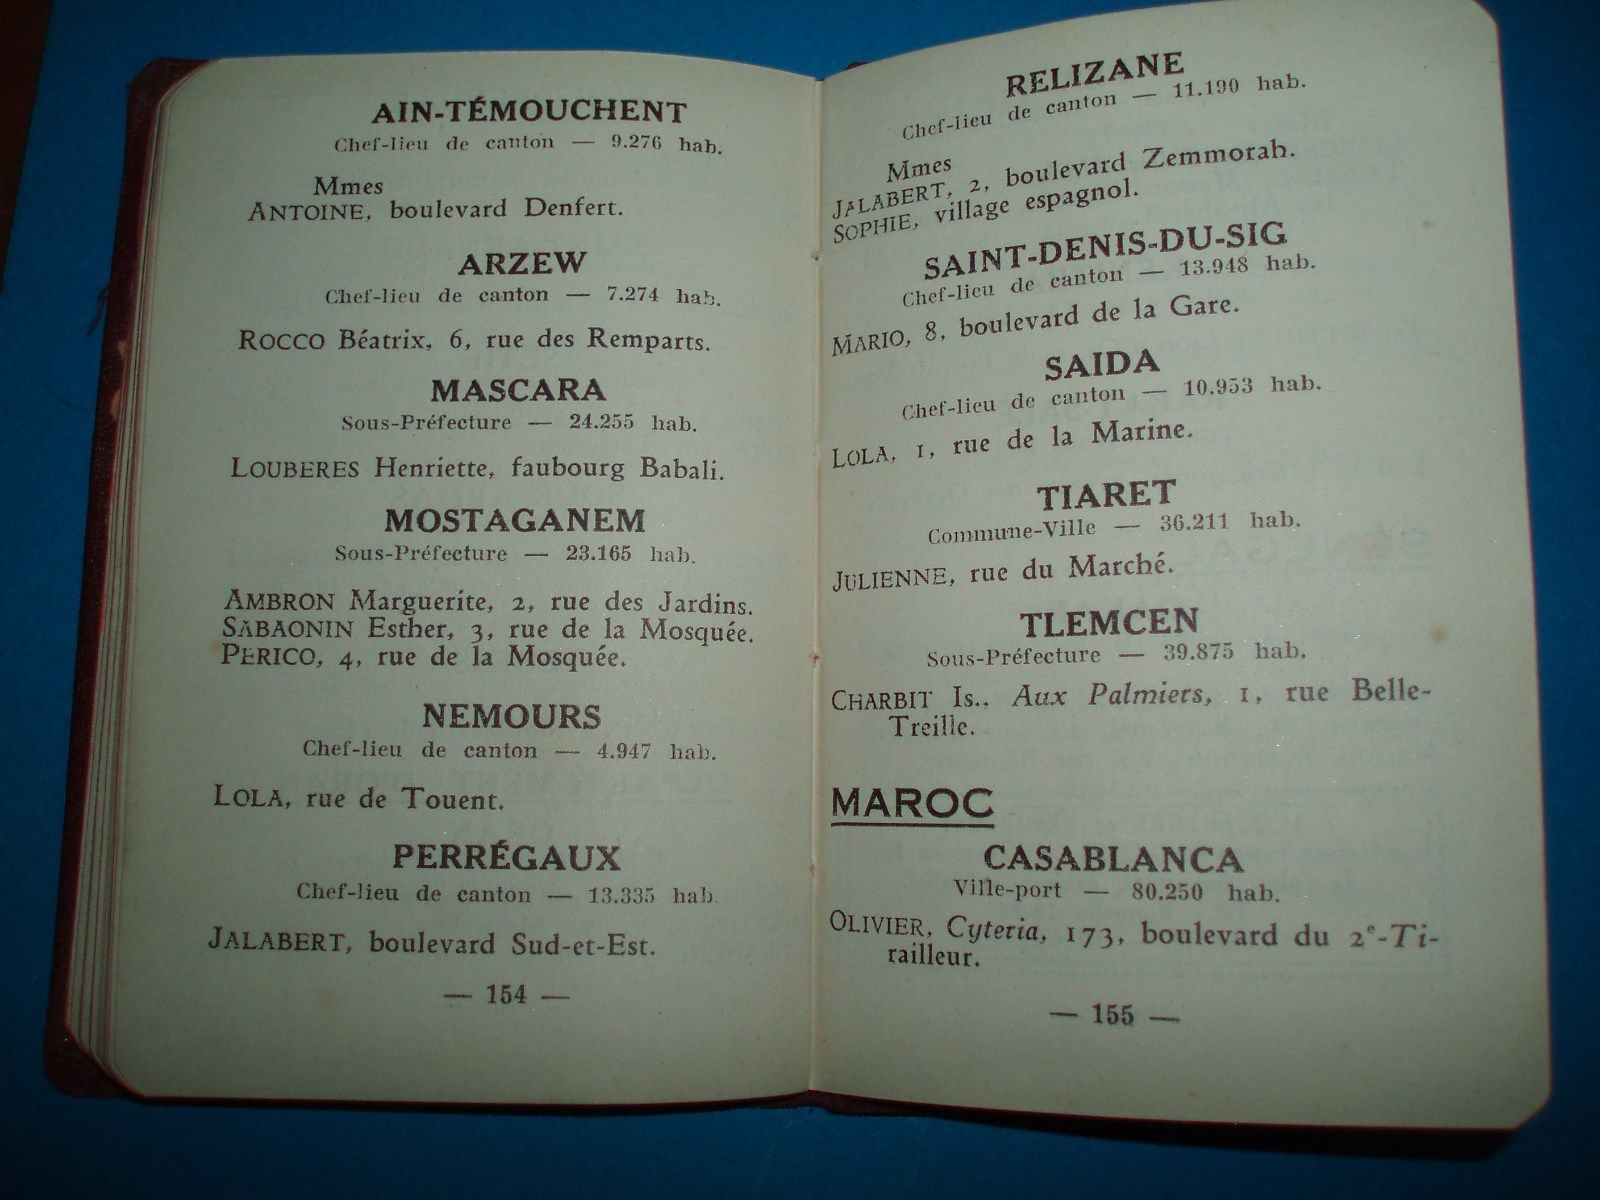 AIN-TÉMOUCHENT
Chef-lieu de canton — 9.276 hab.
Mmes
ANTOINE, boulevard Denfert.
ARZEW
Chef-lieu de canton — 7.274 hab.
ROCCO Béatrix, 6, rue des Remparts.
MASCARA
Sous-Préfecture — 24.255 hab.
LOUBERES Henriette, faubourg Babali.
MOSTAGANEM
Sous-Préfecture — 23.165 hab.
AMBRON Marguerite, 2, rue des Jardins.
SABAONIN Esther, 3, rue de la Mosquée.
PERICO, 4, rue de la Mosquée.
NEMOURS
Chef-lieu de canton — 4.947 hab.
LOLA, rue de Touent.
PERRÉGAUX
Chef-lieu de canton — 13.335 hab.
JALABERT, boulevard Sud-et-Est.
— 154 —
RELIZANE
Chef-lieu de canton — 11.190 hab.
Mmes
JALABERT, 2, boulevard Zemmorah.
SOPHIE, village espagnol.
SAINT-DENIS-DU-SIG
Chef-lieu de canton — 13.948 hab.
MARIO, 8, boulevard de la Gare.
SAIDA
Chef-lieu de canton — 10.953 hab.
LOLA, 1, rue de la Marine.
TIARET
Commune-Ville — 36.211 hab.
JULIENNE, rue du Marché.
TLEMCEN
Sous-Préfecture — 39.875 hab.
CHARBIT Is., Aux Palmiers, 1, rue Belle-
Treille.
MAROC
CASABLANCA
Ville-port — 80.250 hab.
OLIVIER, Cyteria, 173, boulevard du 2e-Ti-
railleur.
— 155 —